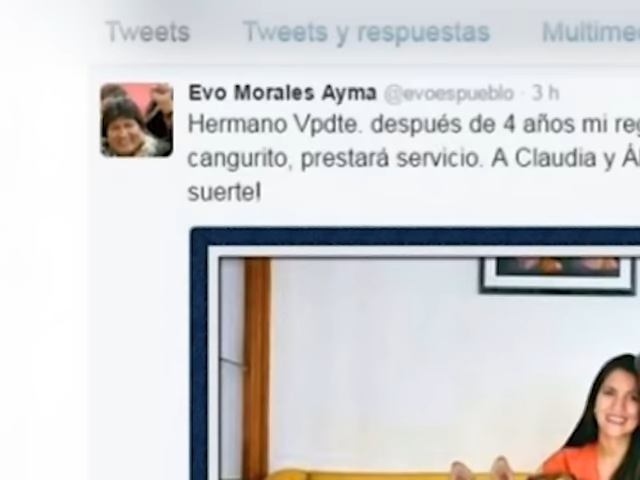 Tweets Tweets y respuestas
Evo Morales Ayma @evoespueblo · 3 h
Hermano Vpdte. después de 4 años mi
cangurito, prestará servicio. A Claudia y
suerte!